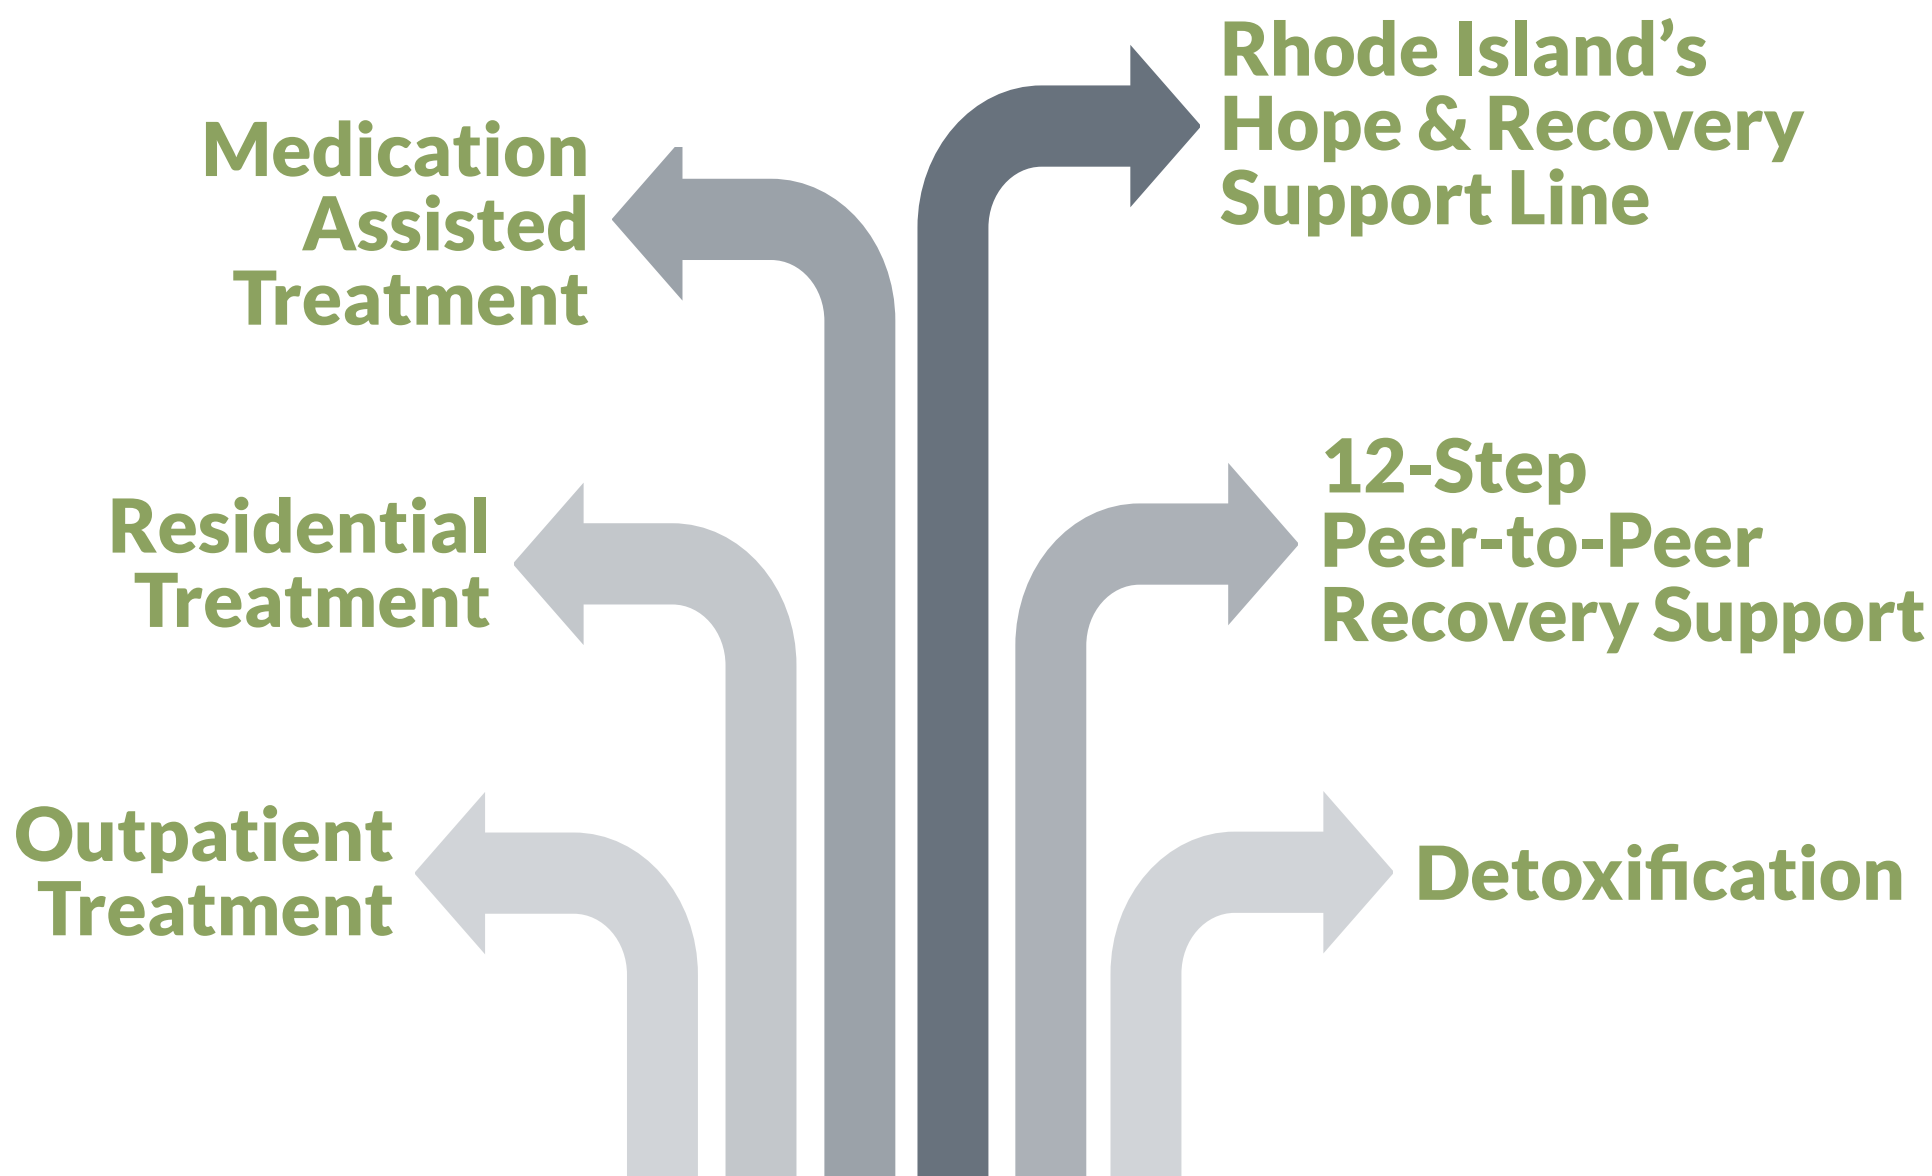 Rhode Island’s
Hope & Recovery
Support Line
Medication
Assisted
Treatment
12-Step
Peer-to-Peer
Recovery Support
Residential
Treatment
Outpatient
Treatment
Detoxification